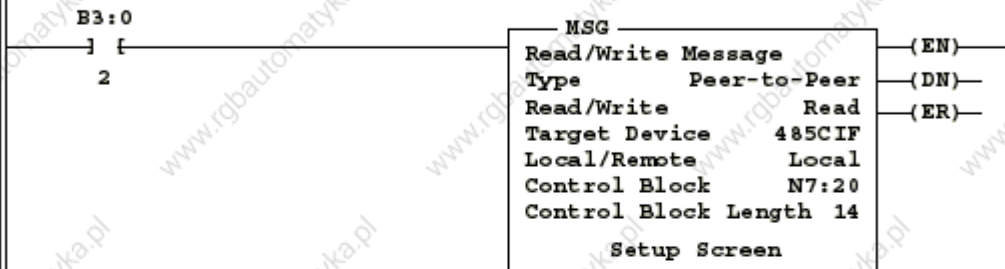 B3:0
] [
2
MSG
Read/Write Message
Type Peer-to-Peer
Read/Write Read
Target Device 485CIF
Local/Remote Local
Control Block N7:20
Control Block Length 14
Setup Screen
(EN)
(DN)
(ER)
www.rgbautomatyka.pl